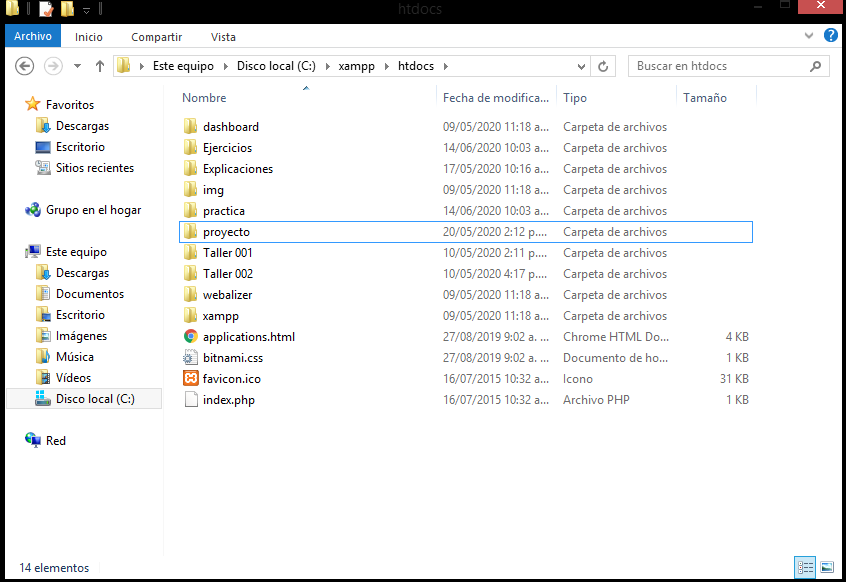 htdocs
Archivo Inicio Compartir Vista
Este equipo Disco local (C:) xampp htdocs Buscar en htdocs
Nombre Fecha de modifica... Tipo Tamaño
Favoritos
Descargas
Escritorio
Sitios recientes
Grupo en el hogar
Este equipo
Descargas
Documentos
Escritorio
Imágenes
Música
Vídeos
Disco local (C:)
Red
dashboard 09/05/2020 11:18 a... Carpeta de archivos
Ejercicios 14/06/2020 10:03 a... Carpeta de archivos
Explicaciones 17/05/2020 10:16 a... Carpeta de archivos
img 09/05/2020 11:18 a... Carpeta de archivos
practica 14/06/2020 10:03 a... Carpeta de archivos
proyecto 20/05/2020 2:12 p.... Carpeta de archivos
Taller 001 10/05/2020 2:11 p.... Carpeta de archivos
Taller 002 10/05/2020 4:17 p.... Carpeta de archivos
webalizer 09/05/2020 11:18 a... Carpeta de archivos
xampp 09/05/2020 11:18 a... Carpeta de archivos
applications.html 27/08/2019 9:02 a. ... Chrome HTML Do... 4 KB
bitnami.css 27/08/2019 9:02 a. ... Documento de ho... 1 KB
favicon.ico 16/07/2015 10:32 a... Icono 31 KB
index.php 16/07/2015 10:32 a... Archivo PHP 1 KB
14 elementos